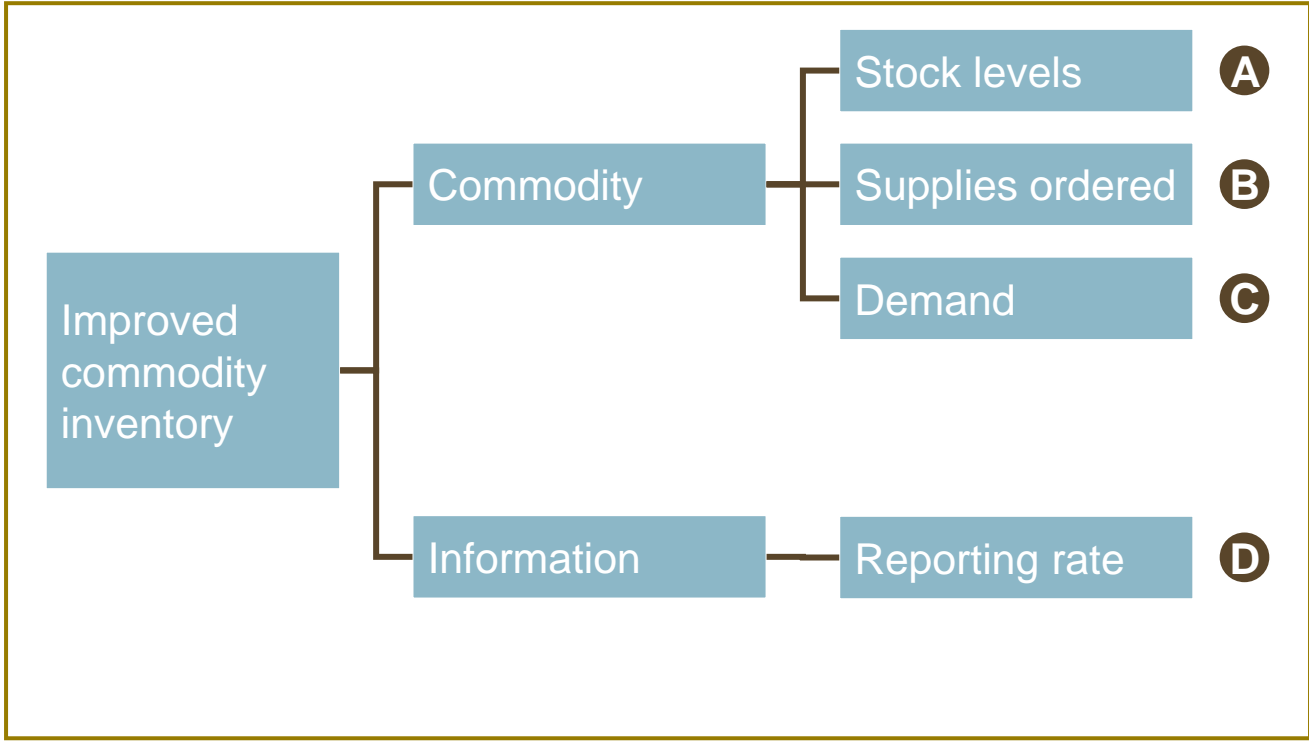 Stock levels
A
Commodity
Supplies ordered
B
Demand
C
Improved
commodity
inventory
Information
Reporting rate
D